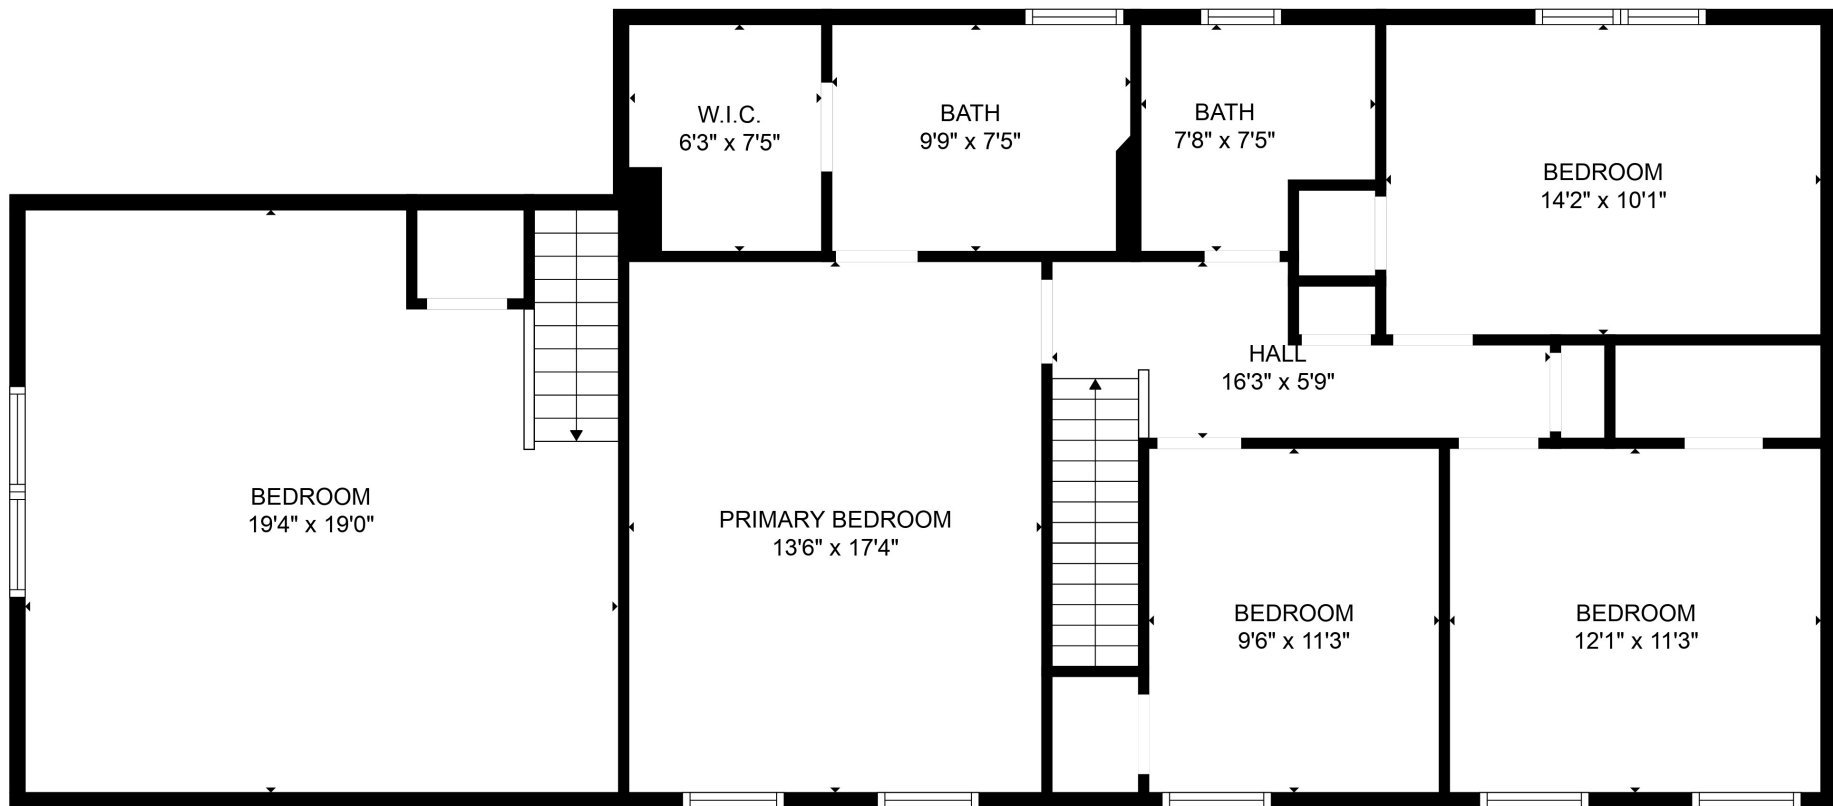 W.I.C.
6'3" x 7'5"
BATH
9'9" x 7'5"
BATH
7'8" x 7'5"
BEDROOM
14'2" x 10'1"
HALL
16'3" x 5'9"
BEDROOM
19'4" x 19'0"
PRIMARY BEDROOM
13'6" x 17'4"
BEDROOM
9'6" x 11'3"
BEDROOM
12'1" x 11'3"